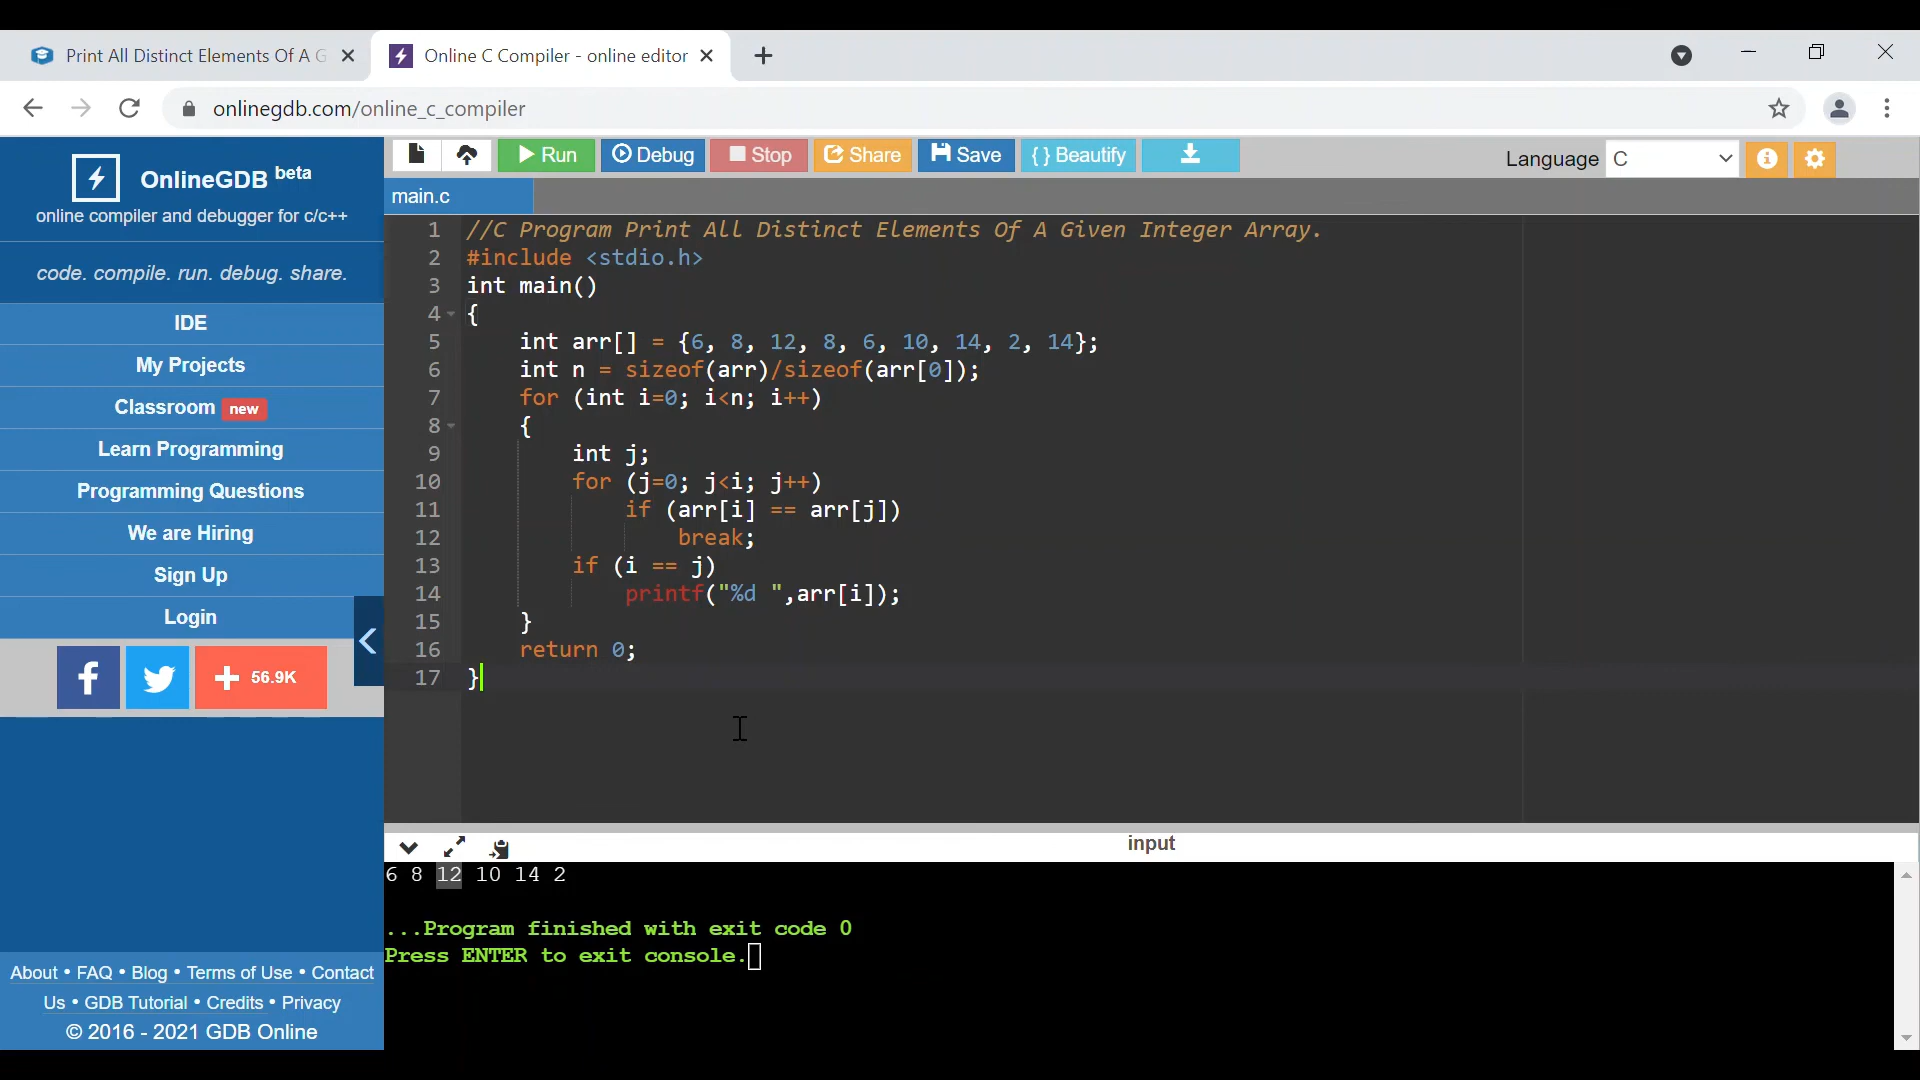 Print All Distinct Elements Of A G
Online C Compiler - online editor
onlinegdb.com/online_c_compiler
OnlineGDB beta
online compiler and debugger for c/c++
code. compile. run. debug. share.
IDE
My Projects
Classroom new
Learn Programming
Programming Questions
We are Hiring
Sign Up
Login
f
56.9K
About • FAQ • Blog • Terms of Use • Contact
Us • GDB Tutorial • Credits • Privacy
© 2016 - 2021 GDB Online
Run Debug Stop Share Save { } Beautify
Language C
main.c
1 //C Program Print All Distinct Elements Of A Given Integer Array.
2 #include <stdio.h>
3 int main()
4 {
5 int arr[] = {6, 8, 12, 8, 6, 10, 14, 2, 14};
6 int n = sizeof(arr)/sizeof(arr[0]);
7 for (int i=0; i<n; i++)
8 {
9 int j;
10 for (j=0; j<i; j++)
11 if (arr[i] == arr[j])
12 break;
13 if (i == j)
14 printf("%d ",arr[i]);
15 }
16 return 0;
17 }
input
6 8 12 10 14 2
...Program finished with exit code 0
Press ENTER to exit console.